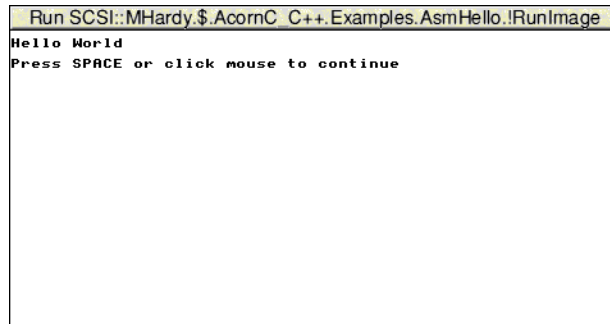 Run SCSI::MHardy.$.AcornC_C++.Examples.AsmHello.!RunImage
Hello World
Press SPACE or click mouse to continue